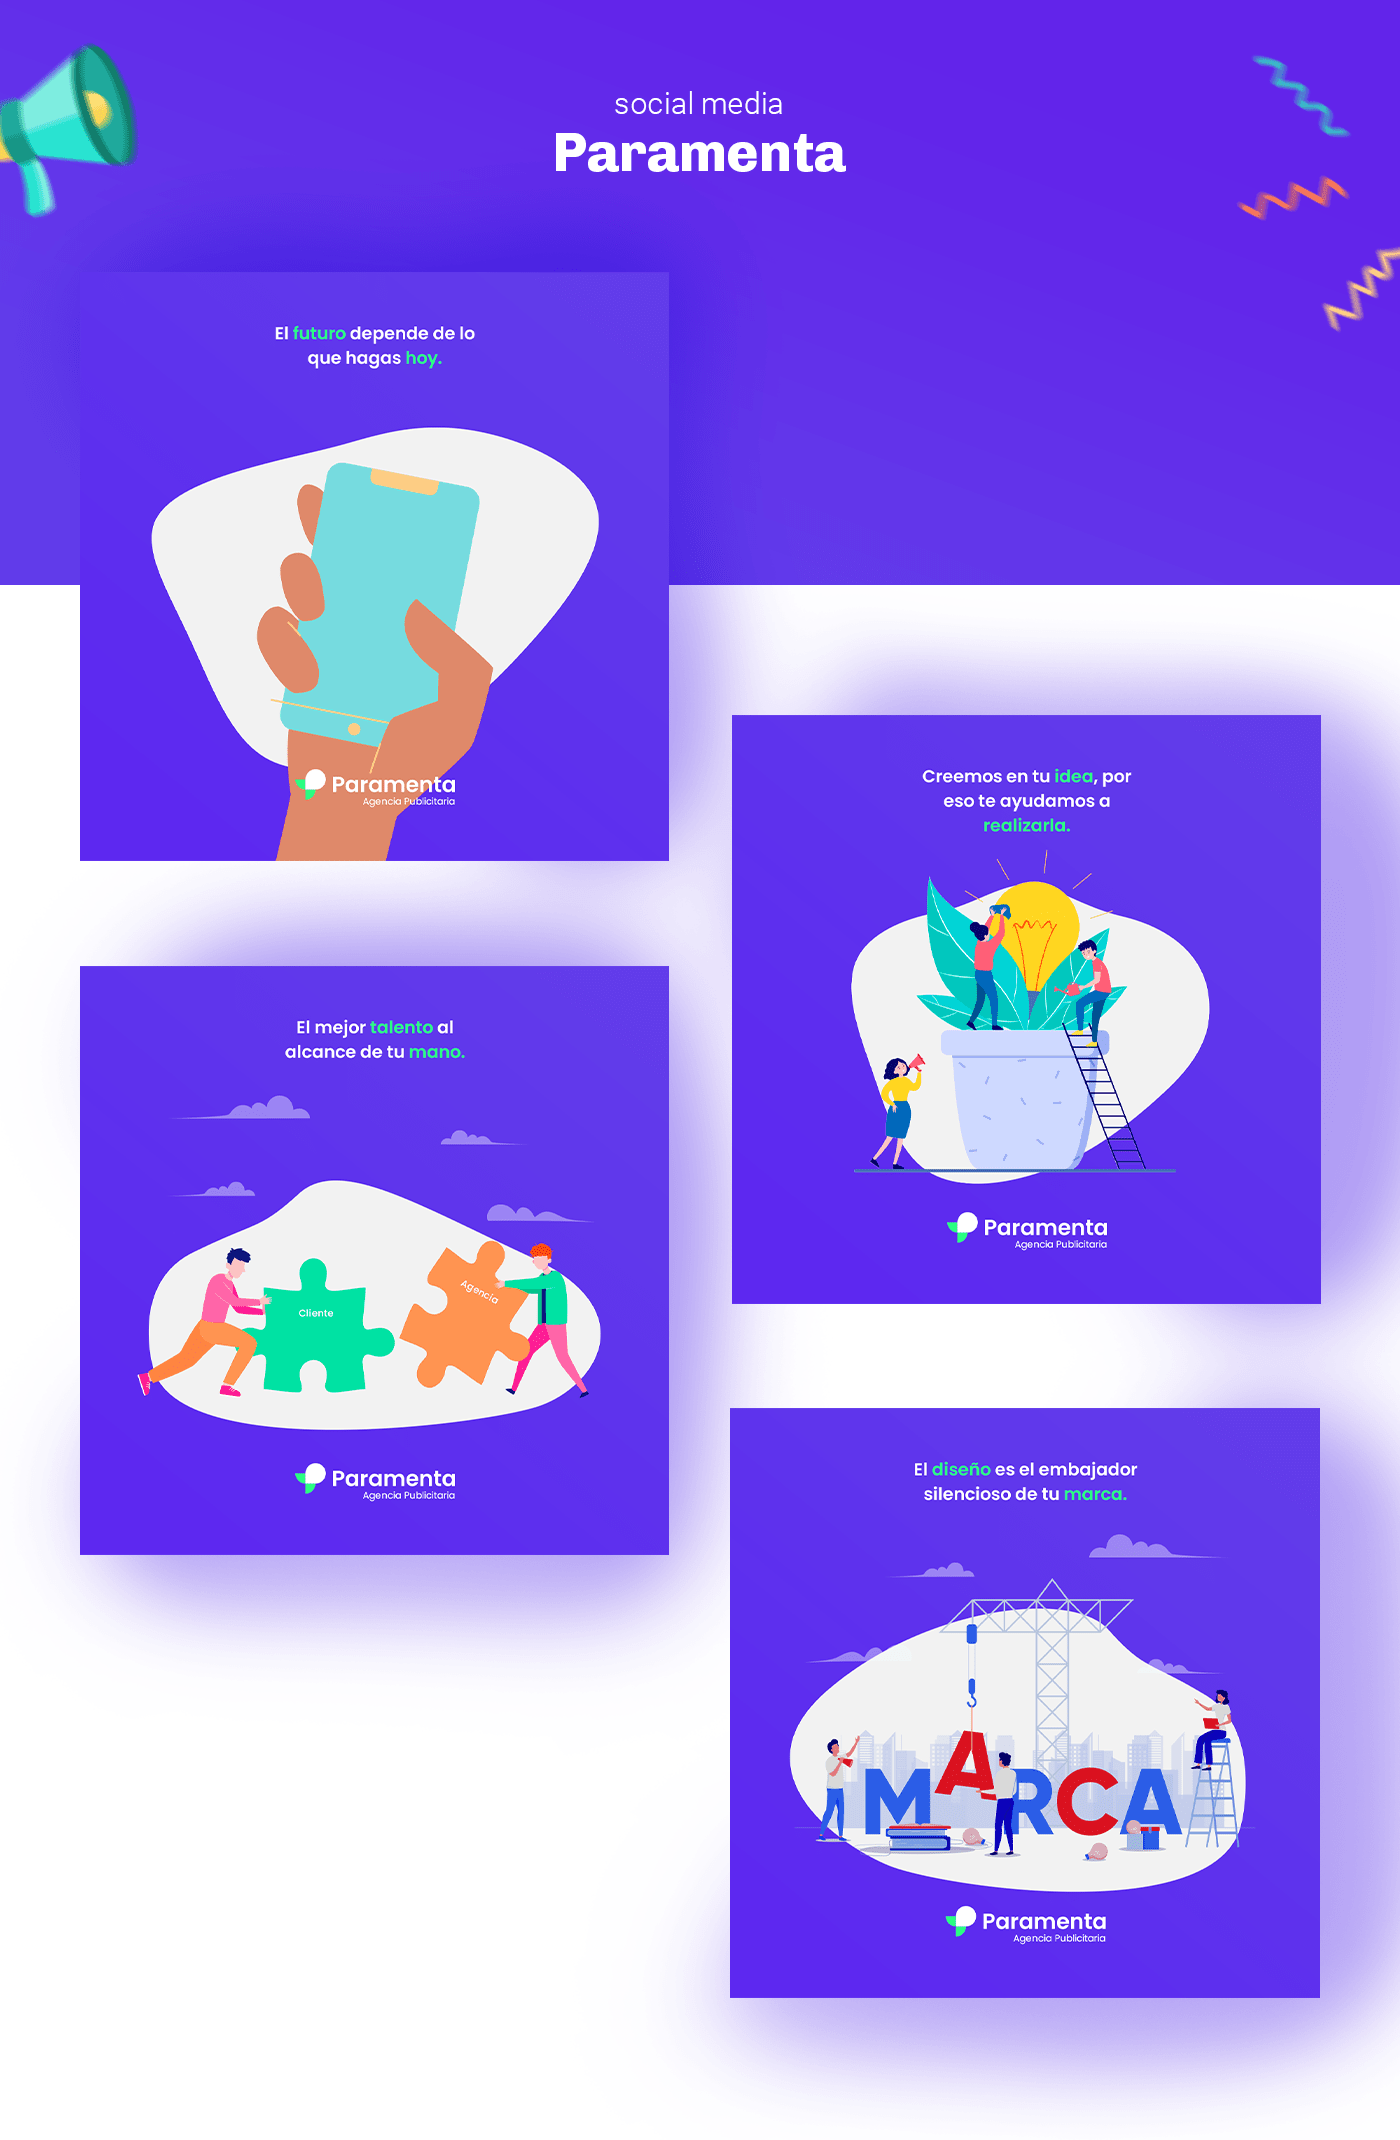 social media
Paramenta
El futuro depende de lo
que hagas hoy.
Paramenta
Agencia Publicitaria
Creemos en tu idea, por
eso te ayudamos a
realizarla.
Paramenta
Agencia Publicitaria
El mejor talento al
alcance de tu mano.
Cliente
Agencia
Paramenta
Agencia Publicitaria
El diseño es el embajador
silencioso de tu marca.
MARCA
Paramenta
Agencia Publicitaria